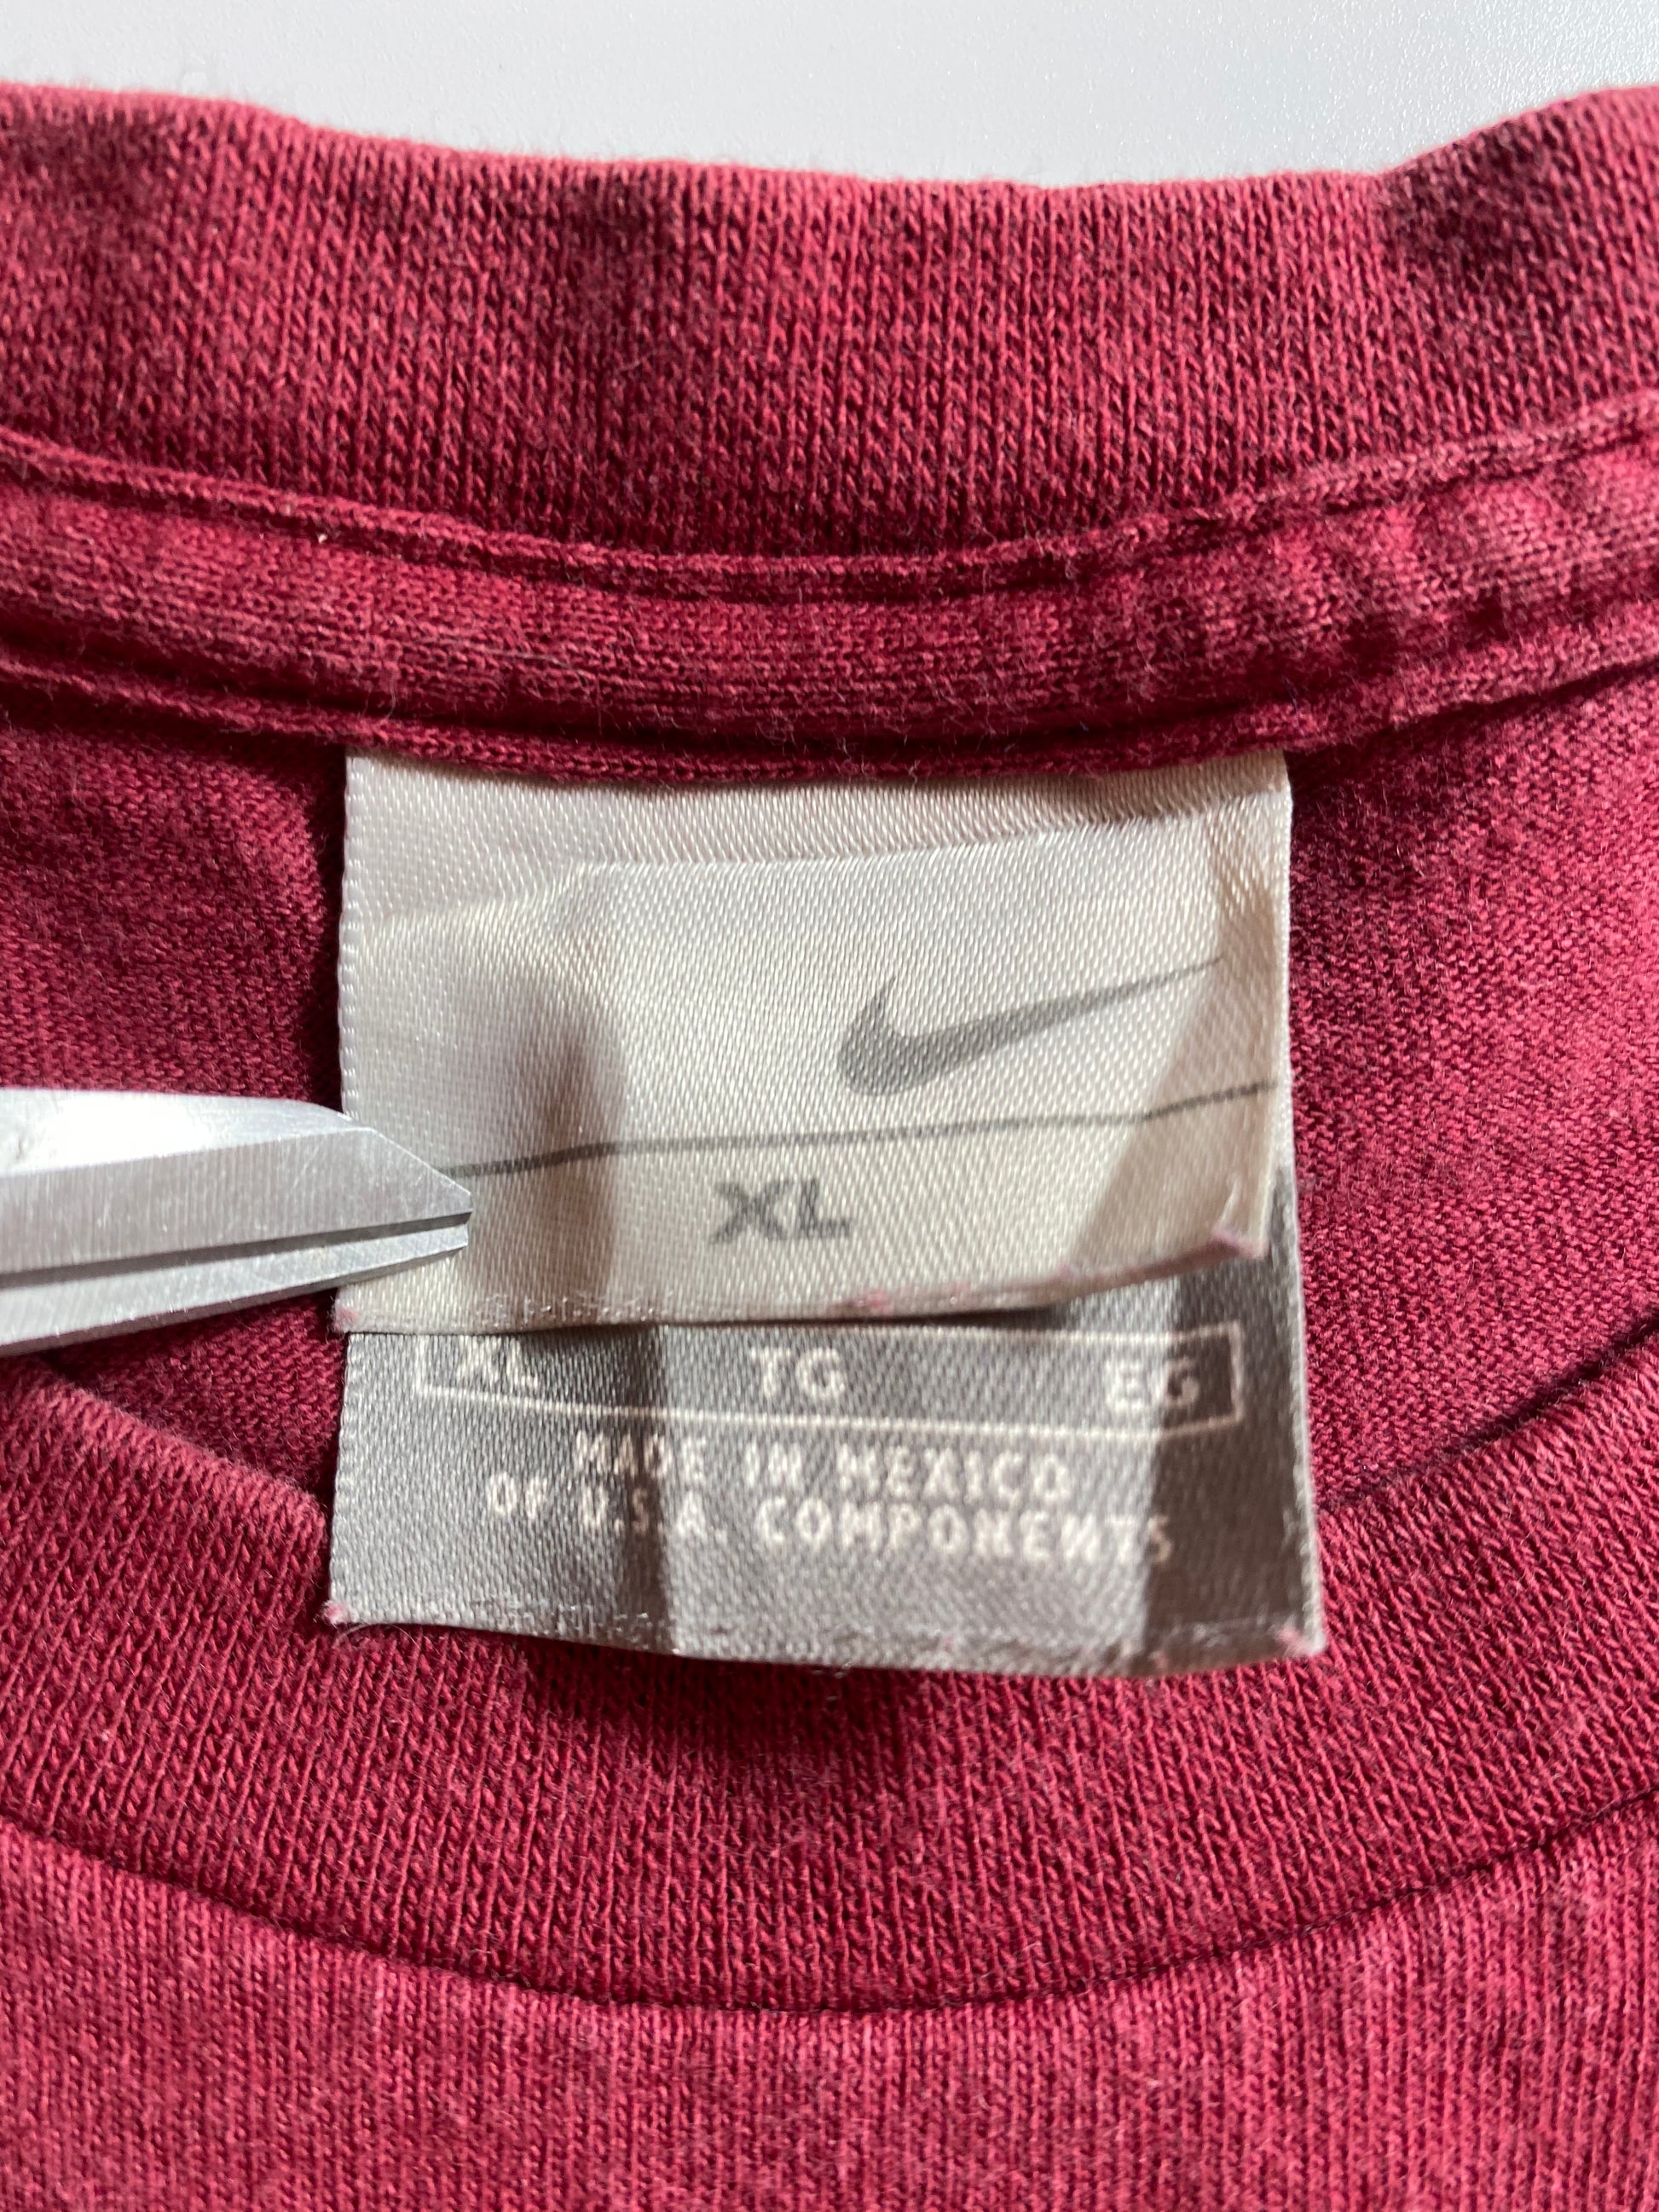 XL
XL TG EG
MADE IN MEXICO
OF U.S.A. COMPONENTS